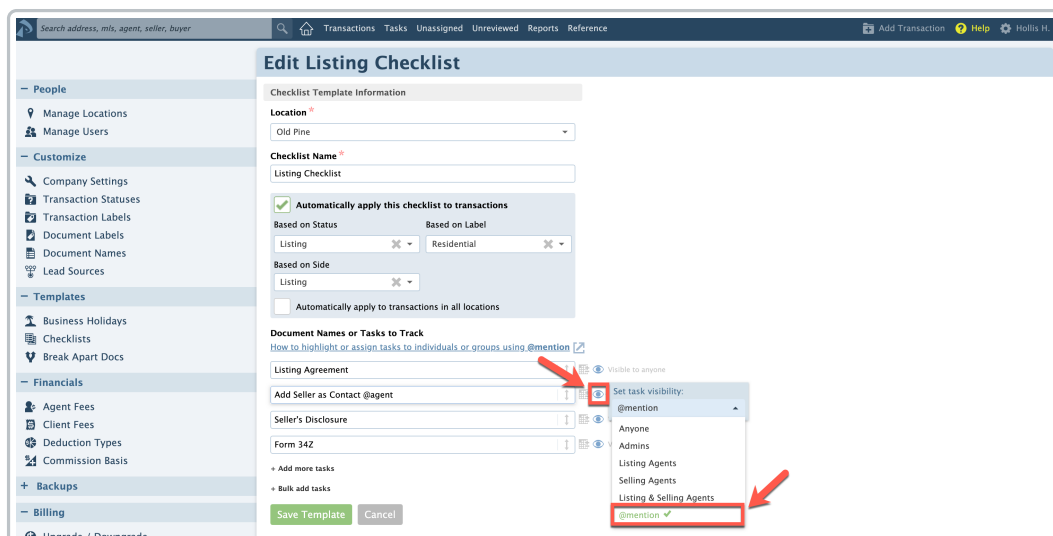 Search address, mls, agent, seller, buyer
Transactions Tasks Unassigned Unreviewed Reports Reference
Add Transaction ? Help Hollis H.
Edit Listing Checklist
− People
Manage Locations
Manage Users
− Customize
Company Settings
Transaction Statuses
Transaction Labels
Document Labels
Document Names
Lead Sources
− Templates
Business Holidays
Checklists
Break Apart Docs
− Financials
Agent Fees
Client Fees
Deduction Types
Commission Basis
+ Backups
− Billing
Upgrade / Downgrade
Checklist Template Information
Location *
Old Pine
Checklist Name *
Listing Checklist
Automatically apply this checklist to transactions
Based on Status Based on Label
Listing Residential
Based on Side
Listing
Automatically apply to transactions in all locations
Document Names or Tasks to Track
How to highlight or assign tasks to individuals or groups using @mention
Listing Agreement Visible to anyone
Add Seller as Contact @agent
Seller's Disclosure
Form 34Z
+ Add more tasks
+ Bulk add tasks
Save Template Cancel
Set task visibility:
@mention
Anyone
Admins
Listing Agents
Selling Agents
Listing & Selling Agents
@mention